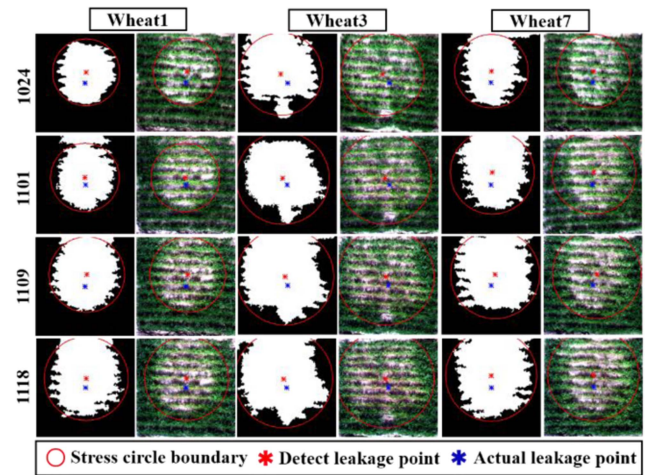 Wheat1 Wheat3 Wheat7
1024
1101
1109
1118
Stress circle boundary Detect leakage point Actual leakage point